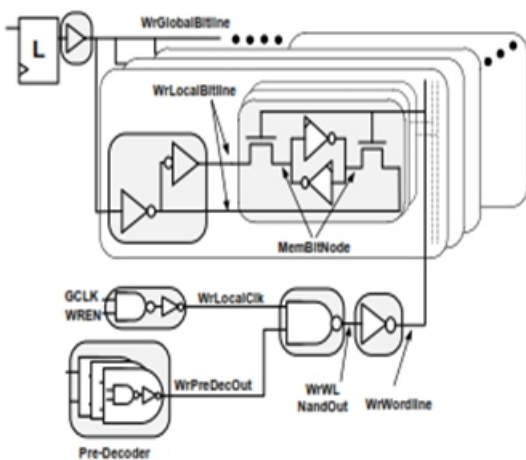 WrGlobalBitline
L
WrLocalBitline
MemBitNode
GCLK
WREN
WrLocalClk
WrPreDecOut
WrWL
NandOut
WrWordline
Pre-Decoder